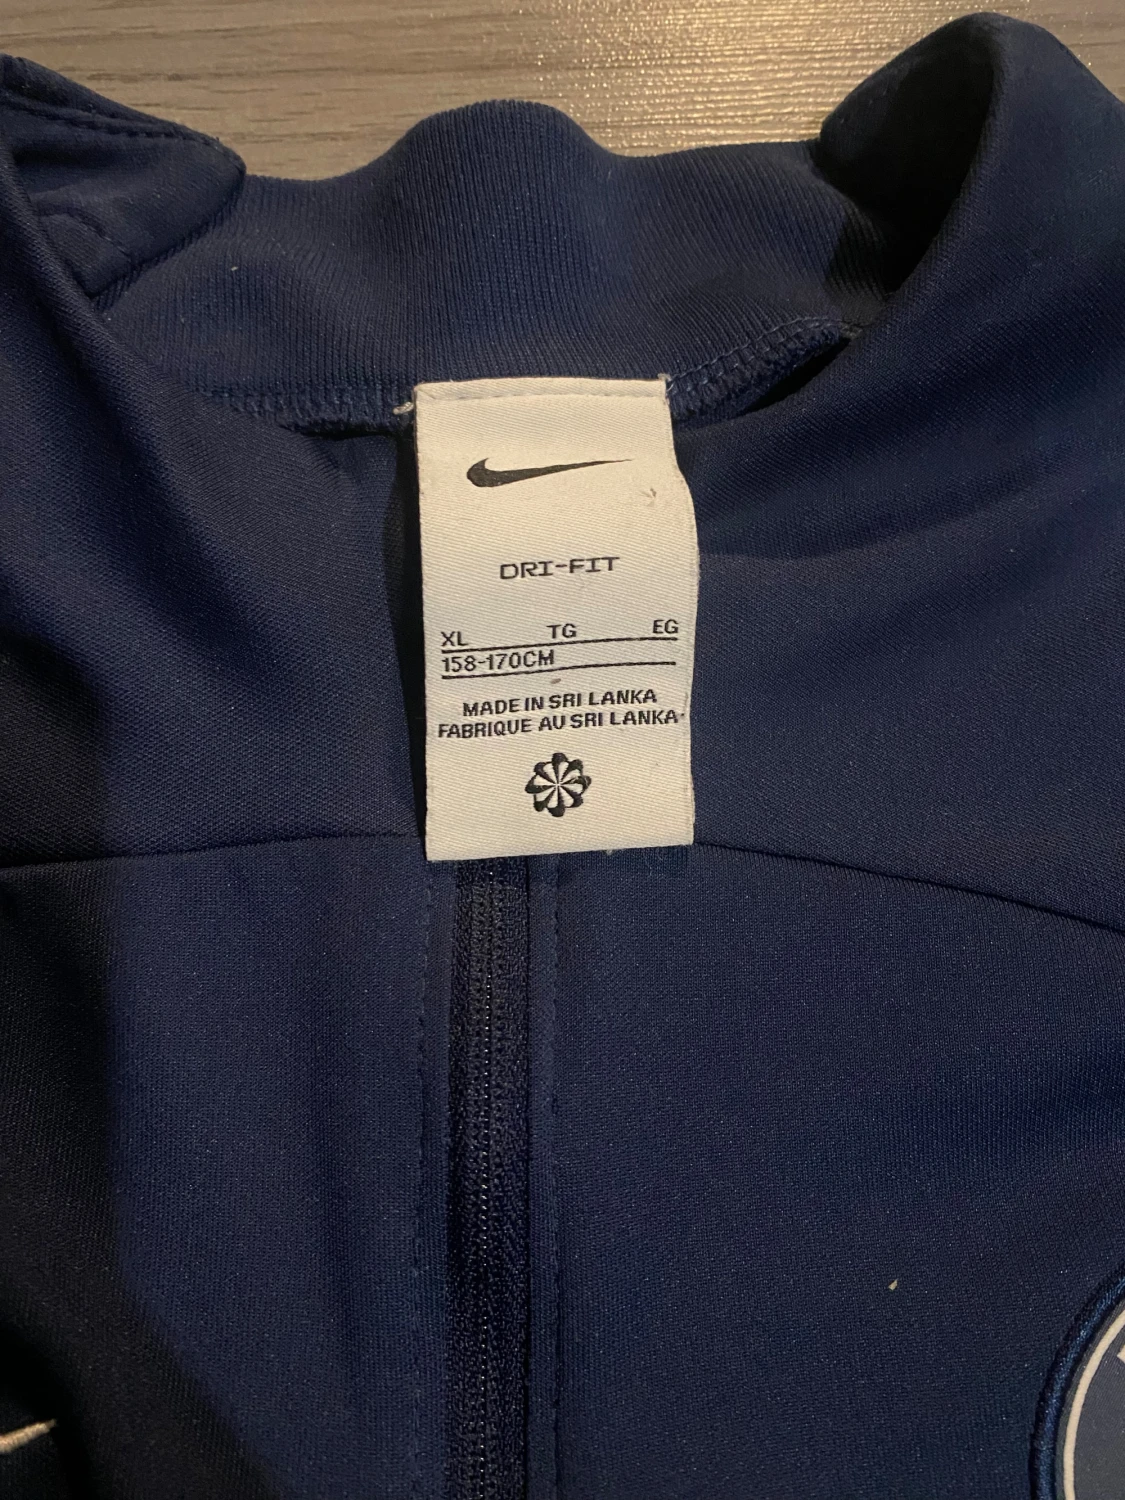 DRI-FIT
XL TG EG
158-170CM
MADE IN SRI LANKA
FABRIQUE AU SRI LANKA